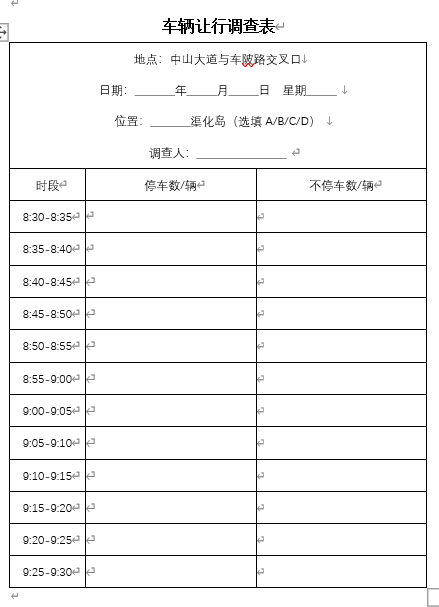 车辆让行调查表
地点：中山大道与车陂路交叉口
日期：______年_____月_____日 星期_____
位置：______渠化岛（选填 A/B/C/D）
调查人：_______________
时段 停车数/辆 不停车数/辆
8:30-8:35
8:35-8:40
8:40-8:45
8:45-8:50
8:50-8:55
8:55-9:00
9:00-9:05
9:05-9:10
9:10-9:15
9:15-9:20
9:20-9:25
9:25-9:30